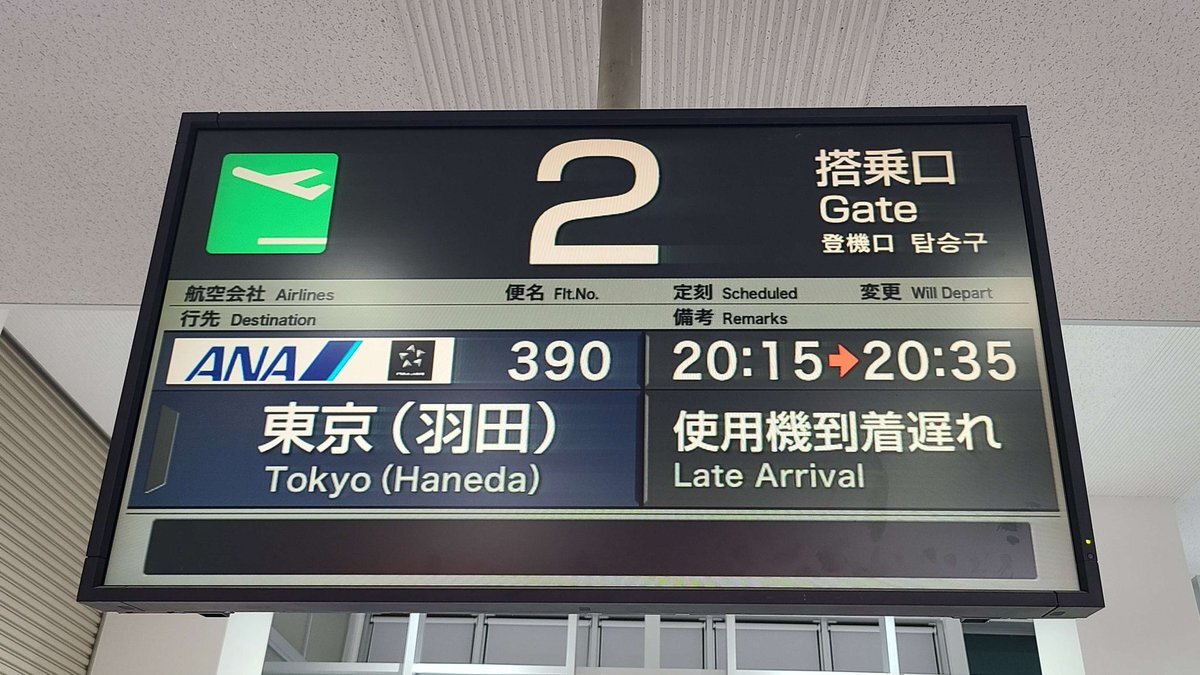 2
搭乗口
Gate
登機口 탑승구
航空会社 Airlines 便名 Flt.No. 定刻 Scheduled 変更 Will Depart
行先 Destination 備考 Remarks
ANA 390 20:15→20:35
東京(羽田) 使用機到着遅れ
Tokyo (Haneda) Late Arrival